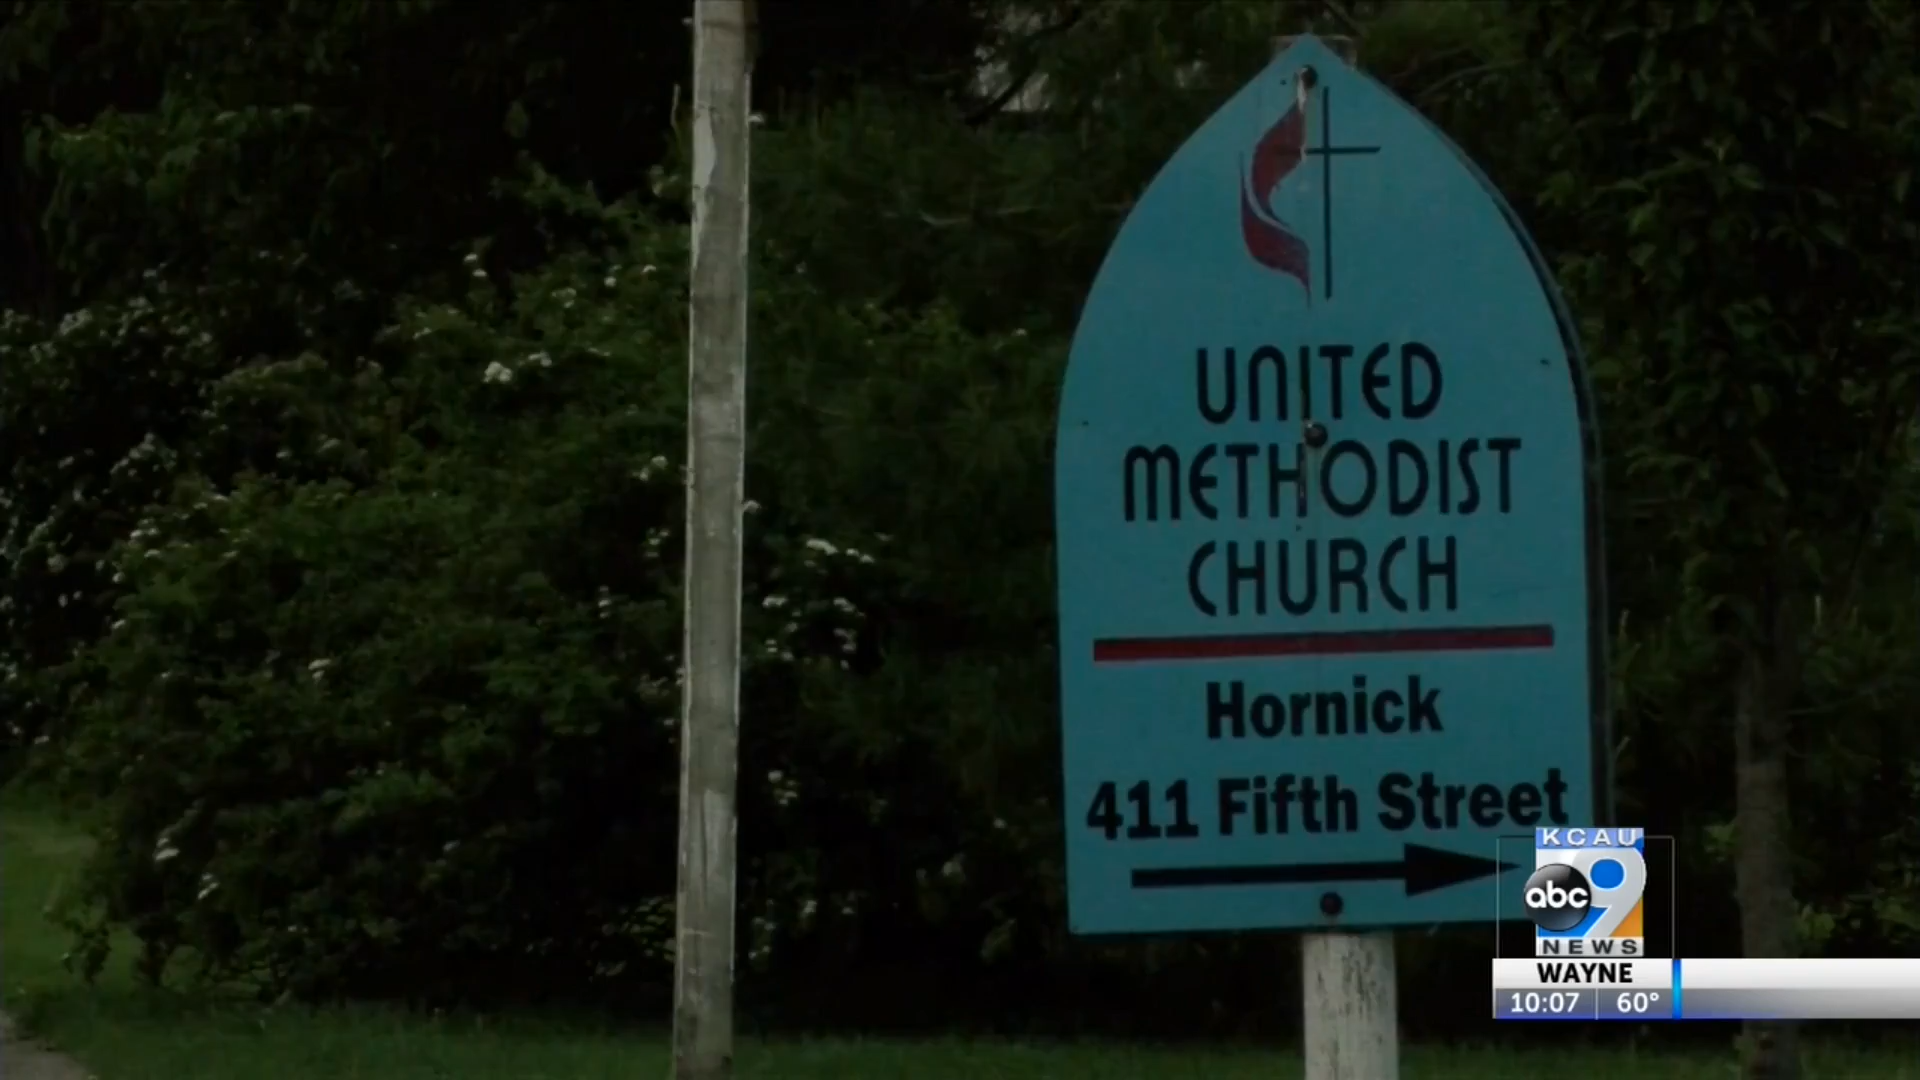 UNITED
METHODIST
CHURCH
Hornick
411 Fifth Street
KCAU
abc 9
NEWS
WAYNE
10:07 60°